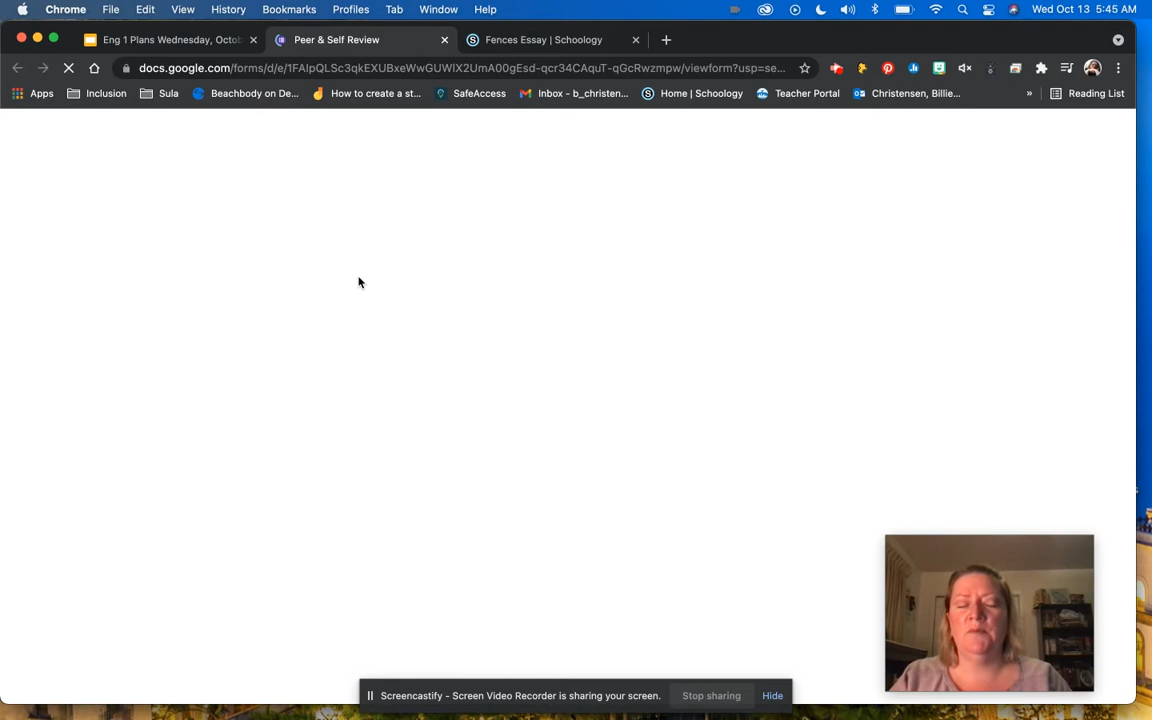 Chrome File Edit View History Bookmarks Profiles Tab Window Help Wed Oct 13 5:45 AM
Eng 1 Plans Wednesday, Octob Peer & Self Review Fences Essay | Schoology
docs.google.com/forms/d/e/1FAIpQLSc3qkEXUBxeWwGUWlX2UmA00gEsd-qcr34CAquT-qGcRwzmpw/viewform?usp=se...
Apps Inclusion Sula Beachbody on De... How to create a st... SafeAccess Inbox - b_christen... Home | Schoology Teacher Portal Christensen, Billie... » Reading List
Screencastify - Screen Video Recorder is sharing your screen. Stop sharing Hide